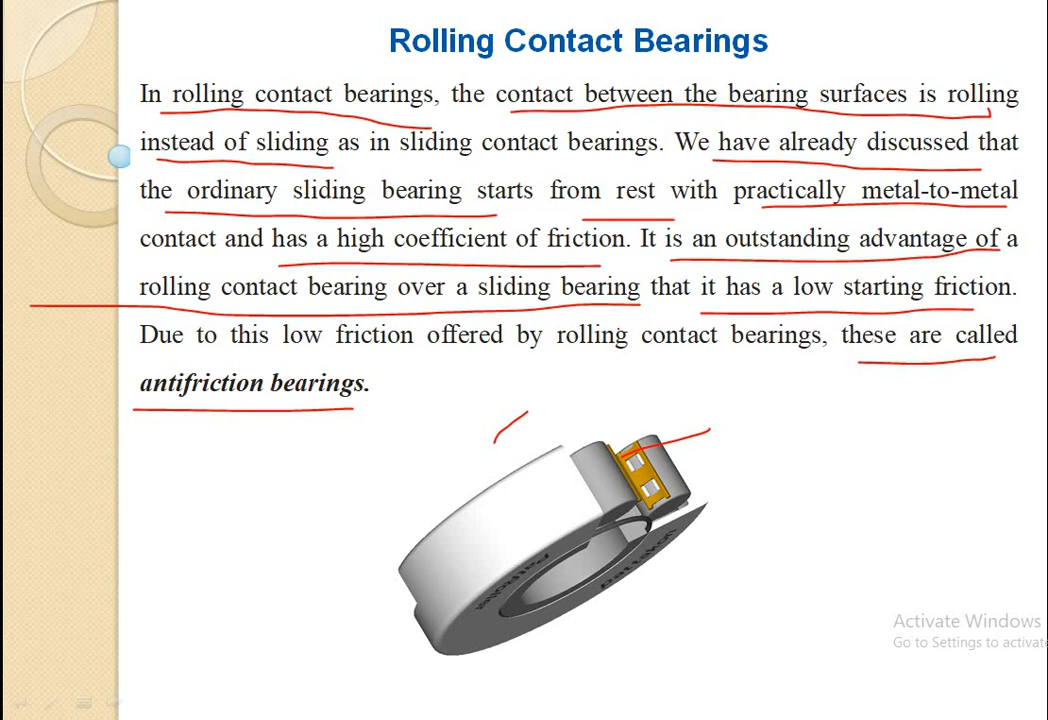 Rolling Contact Bearings
In rolling contact bearings, the contact between the bearing surfaces is rolling
instead of sliding as in sliding contact bearings. We have already discussed that
the ordinary sliding bearing starts from rest with practically metal-to-metal
contact and has a high coefficient of friction. It is an outstanding advantage of a
rolling contact bearing over a sliding bearing that it has a low starting friction.
Due to this low friction offered by rolling contact bearings, these are called
antifriction bearings.
Activate Windows
Go to Settings to activate